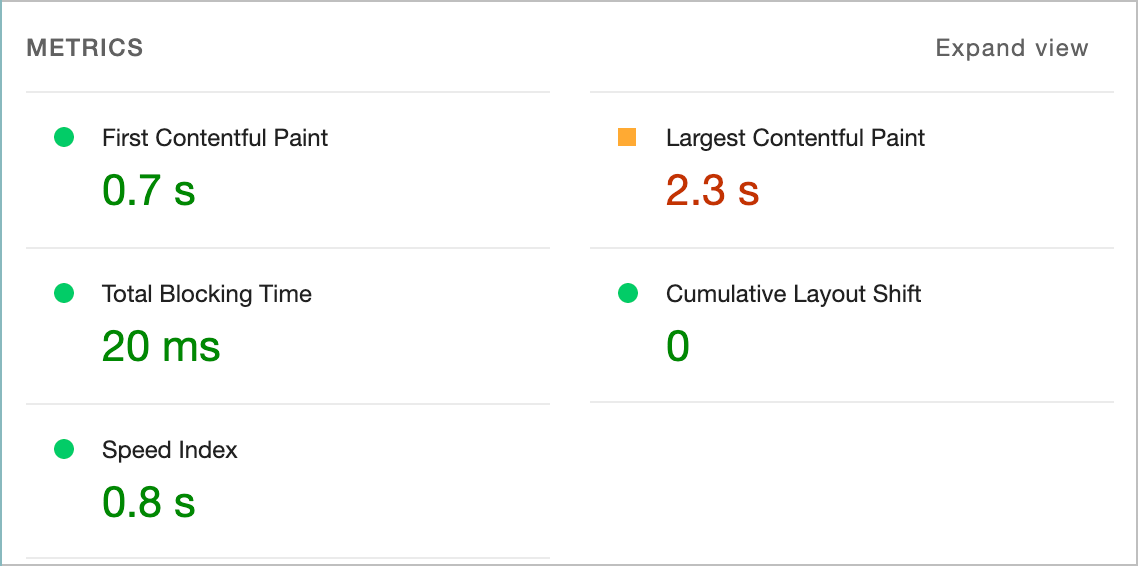 METRICS
Expand view
First Contentful Paint
0.7 s
Largest Contentful Paint
2.3 s
Total Blocking Time
20 ms
Cumulative Layout Shift
0
Speed Index
0.8 s